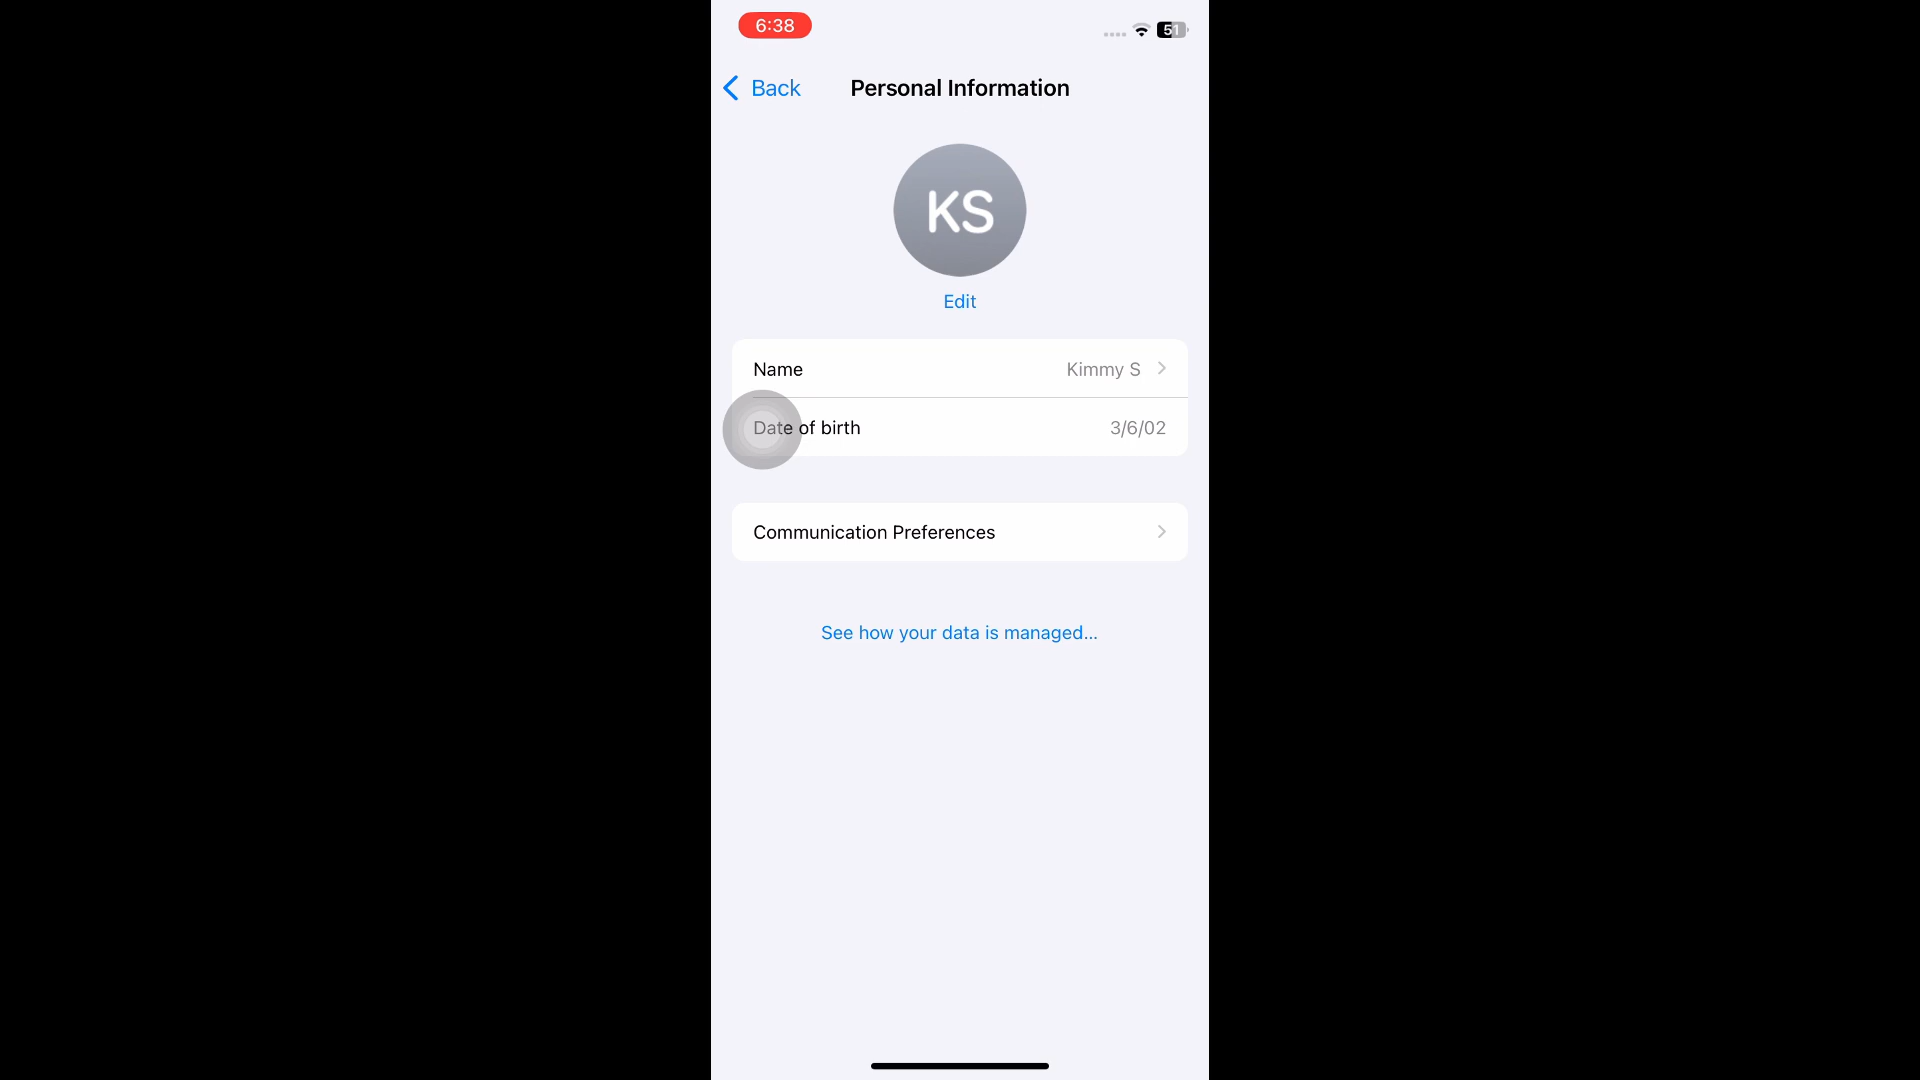 6:38
51
Back
Personal Information
KS
Edit
Name Kimmy S
Date of birth 3/6/02
Communication Preferences
See how your data is managed...